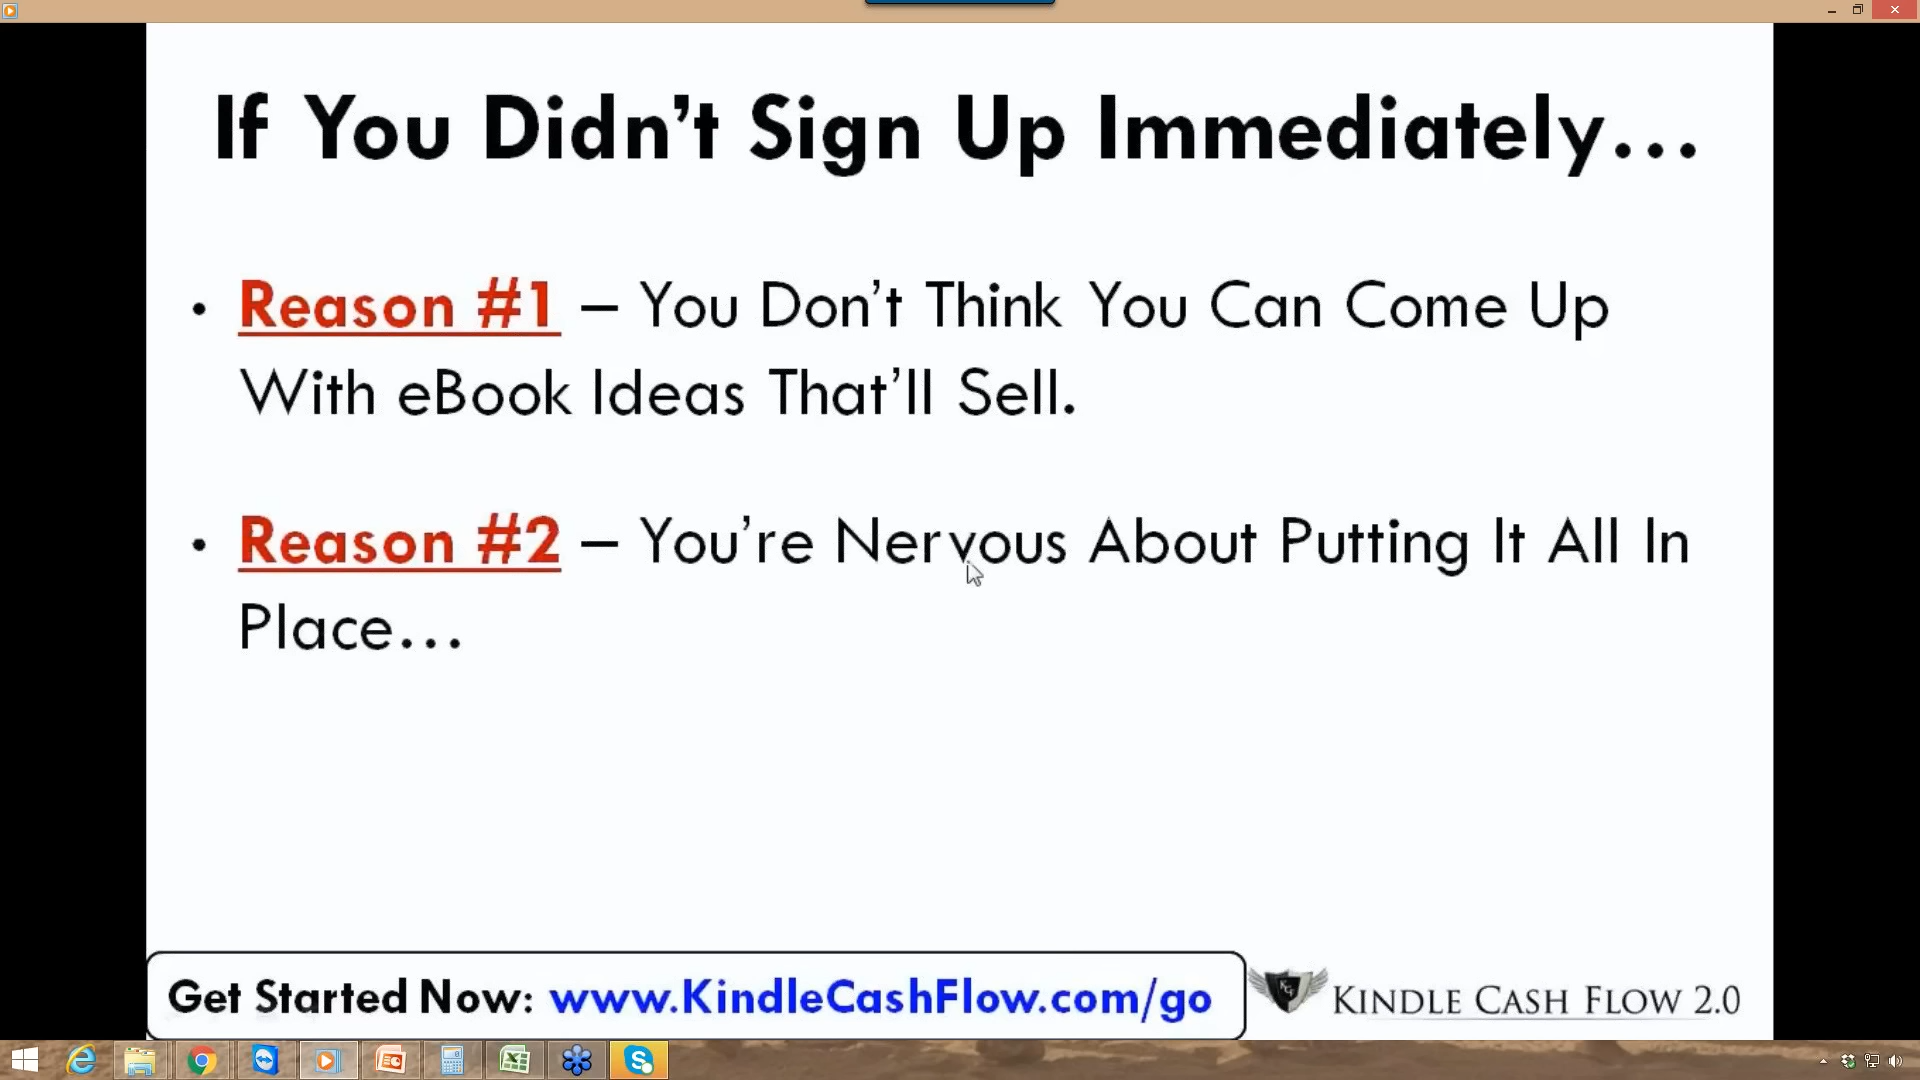 If You Didn't Sign Up Immediately...
• Reason #1 – You Don't Think You Can Come Up
With eBook Ideas That'll Sell.
• Reason #2 – You're Nervous About Putting It All In
Place...
Get Started Now: www.KindleCashFlow.com/go
KCF
KINDLE CASH FLOW 2.0